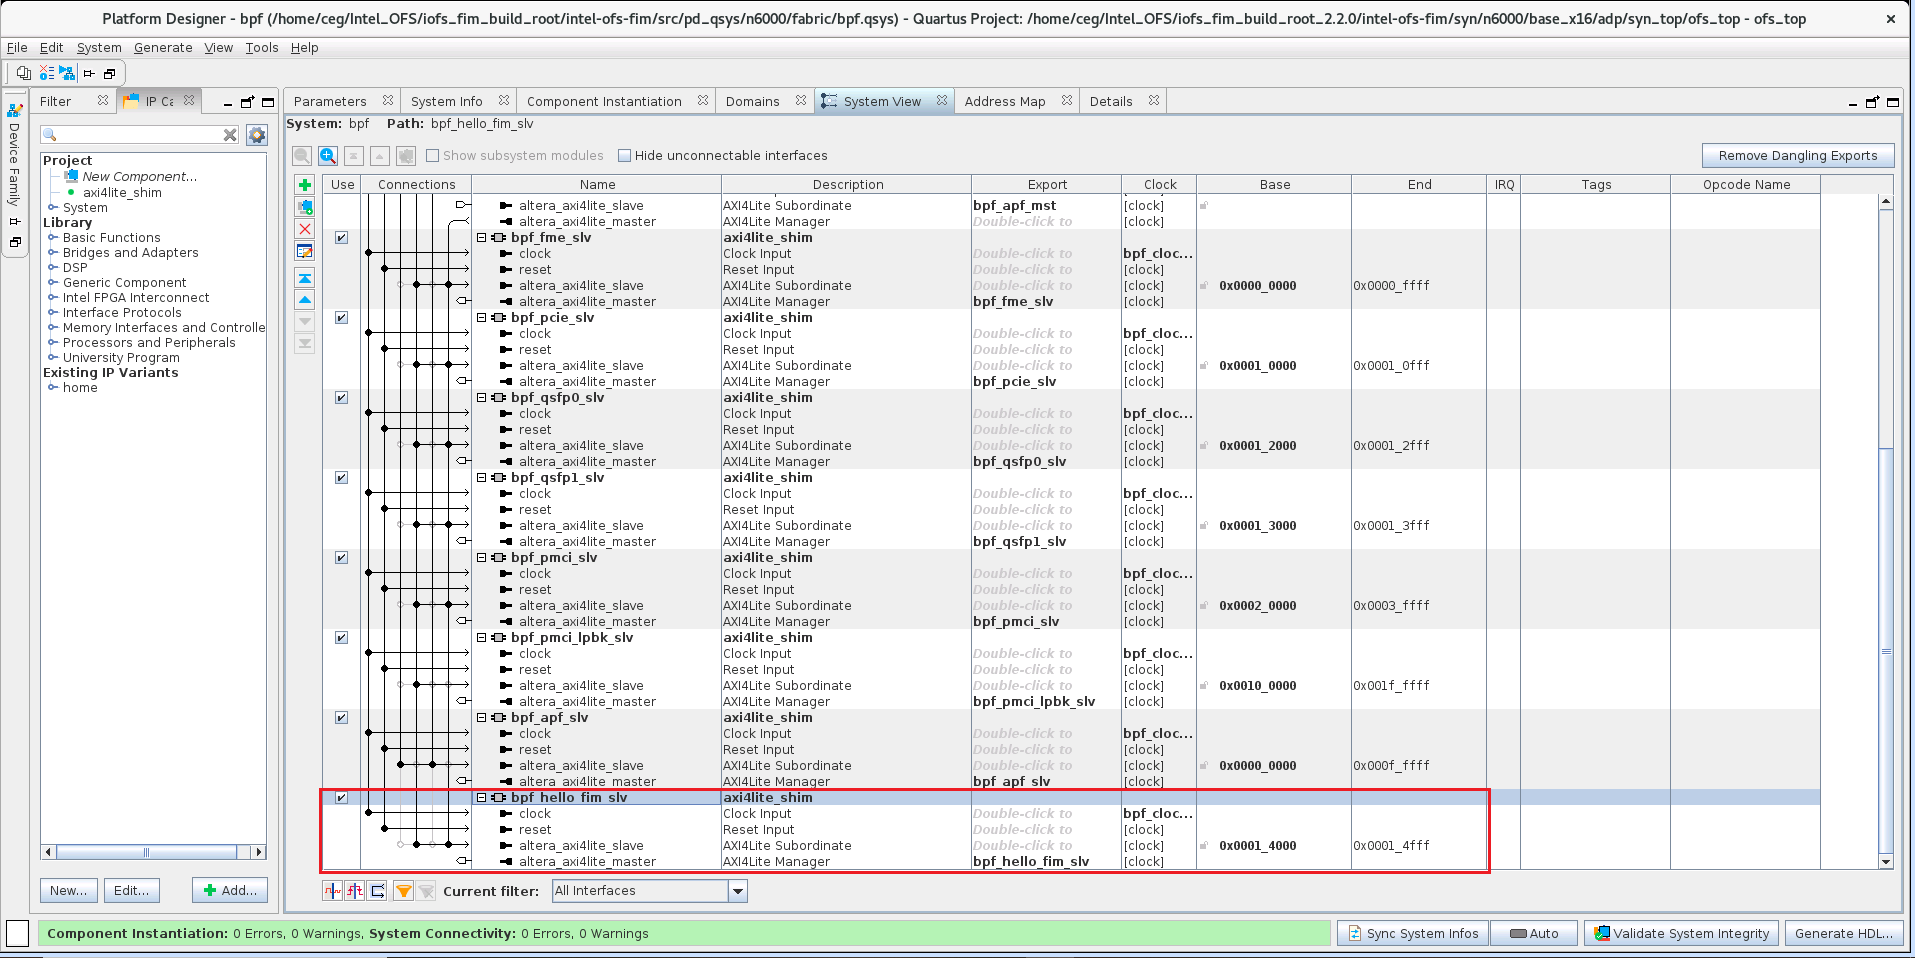 Platform Designer - bpf (/home/ceg/Intel_OFS/iofs_fim_build_root/intel-ofs-fim/src/pd_qsys/n6000/fabric/bpf.qsys) - Quartus Project: /home/ceg/Intel_OFS/iofs_fim_build_root_2.2.0/intel-ofs-fim/syn/n6000/base_x16/adp/syn_top/ofs_top - ofs_top
File Edit System Generate View Tools Help
Device Family
Filter IP Ca
Project
New Component...
axi4lite_shim
System
Library
Basic Functions
Bridges and Adapters
DSP
Generic Component
Intel FPGA Interconnect
Interface Protocols
Memory Interfaces and Controlle
Processors and Peripherals
University Program
Existing IP Variants
home
New... Edit... Add...
Parameters System Info Component Instantiation Domains System View Address Map Details
System: bpf Path: bpf_hello_fim_slv
Show subsystem modules Hide unconnectable interfaces Remove Dangling Exports
Use Connections Name Description Export Clock Base End IRQ Tags Opcode Name
altera_axi4lite_slave AXI4Lite Subordinate bpf_apf_mst [clock]
altera_axi4lite_master AXI4Lite Manager Double-click to [clock]
bpf_fme_slv axi4lite_shim
clock Clock Input Double-click to bpf_cloc...
reset Reset Input Double-click to [clock]
altera_axi4lite_slave AXI4Lite Subordinate Double-click to [clock] 0x0000_0000 0x0000_ffff
altera_axi4lite_master AXI4Lite Manager bpf_fme_slv [clock]
bpf_pcie_slv axi4lite_shim
clock Clock Input Double-click to bpf_cloc...
reset Reset Input Double-click to [clock]
altera_axi4lite_slave AXI4Lite Subordinate Double-click to [clock] 0x0001_0000 0x0001_0fff
altera_axi4lite_master AXI4Lite Manager bpf_pcie_slv [clock]
bpf_qsfp0_slv axi4lite_shim
clock Clock Input Double-click to bpf_cloc...
reset Reset Input Double-click to [clock]
altera_axi4lite_slave AXI4Lite Subordinate Double-click to [clock] 0x0001_2000 0x0001_2fff
altera_axi4lite_master AXI4Lite Manager bpf_qsfp0_slv [clock]
bpf_qsfp1_slv axi4lite_shim
clock Clock Input Double-click to bpf_cloc...
reset Reset Input Double-click to [clock]
altera_axi4lite_slave AXI4Lite Subordinate Double-click to [clock] 0x0001_3000 0x0001_3fff
altera_axi4lite_master AXI4Lite Manager bpf_qsfp1_slv [clock]
bpf_pmci_slv axi4lite_shim
clock Clock Input Double-click to bpf_cloc...
reset Reset Input Double-click to [clock]
altera_axi4lite_slave AXI4Lite Subordinate Double-click to [clock] 0x0002_0000 0x0003_ffff
altera_axi4lite_master AXI4Lite Manager bpf_pmci_slv [clock]
bpf_pmci_lpbk_slv axi4lite_shim
clock Clock Input Double-click to bpf_cloc...
reset Reset Input Double-click to [clock]
altera_axi4lite_slave AXI4Lite Subordinate Double-click to [clock] 0x0010_0000 0x001f_ffff
altera_axi4lite_master AXI4Lite Manager bpf_pmci_lpbk_slv [clock]
bpf_apf_slv axi4lite_shim
clock Clock Input Double-click to bpf_cloc...
reset Reset Input Double-click to [clock]
altera_axi4lite_slave AXI4Lite Subordinate Double-click to [clock] 0x0000_0000 0x000f_ffff
altera_axi4lite_master AXI4Lite Manager bpf_apf_slv [clock]
bpf_hello_fim_slv axi4lite_shim
clock Clock Input Double-click to bpf_cloc...
reset Reset Input Double-click to [clock]
altera_axi4lite_slave AXI4Lite Subordinate Double-click to [clock] 0x0001_4000 0x0001_4fff
altera_axi4lite_master AXI4Lite Manager bpf_hello_fim_slv [clock]
Current filter: All Interfaces
Component Instantiation: 0 Errors, 0 Warnings, System Connectivity: 0 Errors, 0 Warnings
Sync System Infos Auto Validate System Integrity Generate HDL...